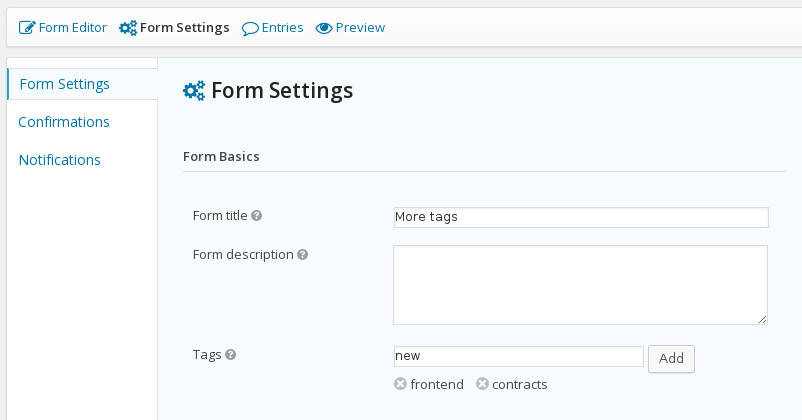 Form Editor Form Settings Entries Preview
Form Settings
Confirmations
Notifications
Form Settings
Form Basics
Form title ?
More tags
Form description ?
Tags ?
new
Add
frontend contracts